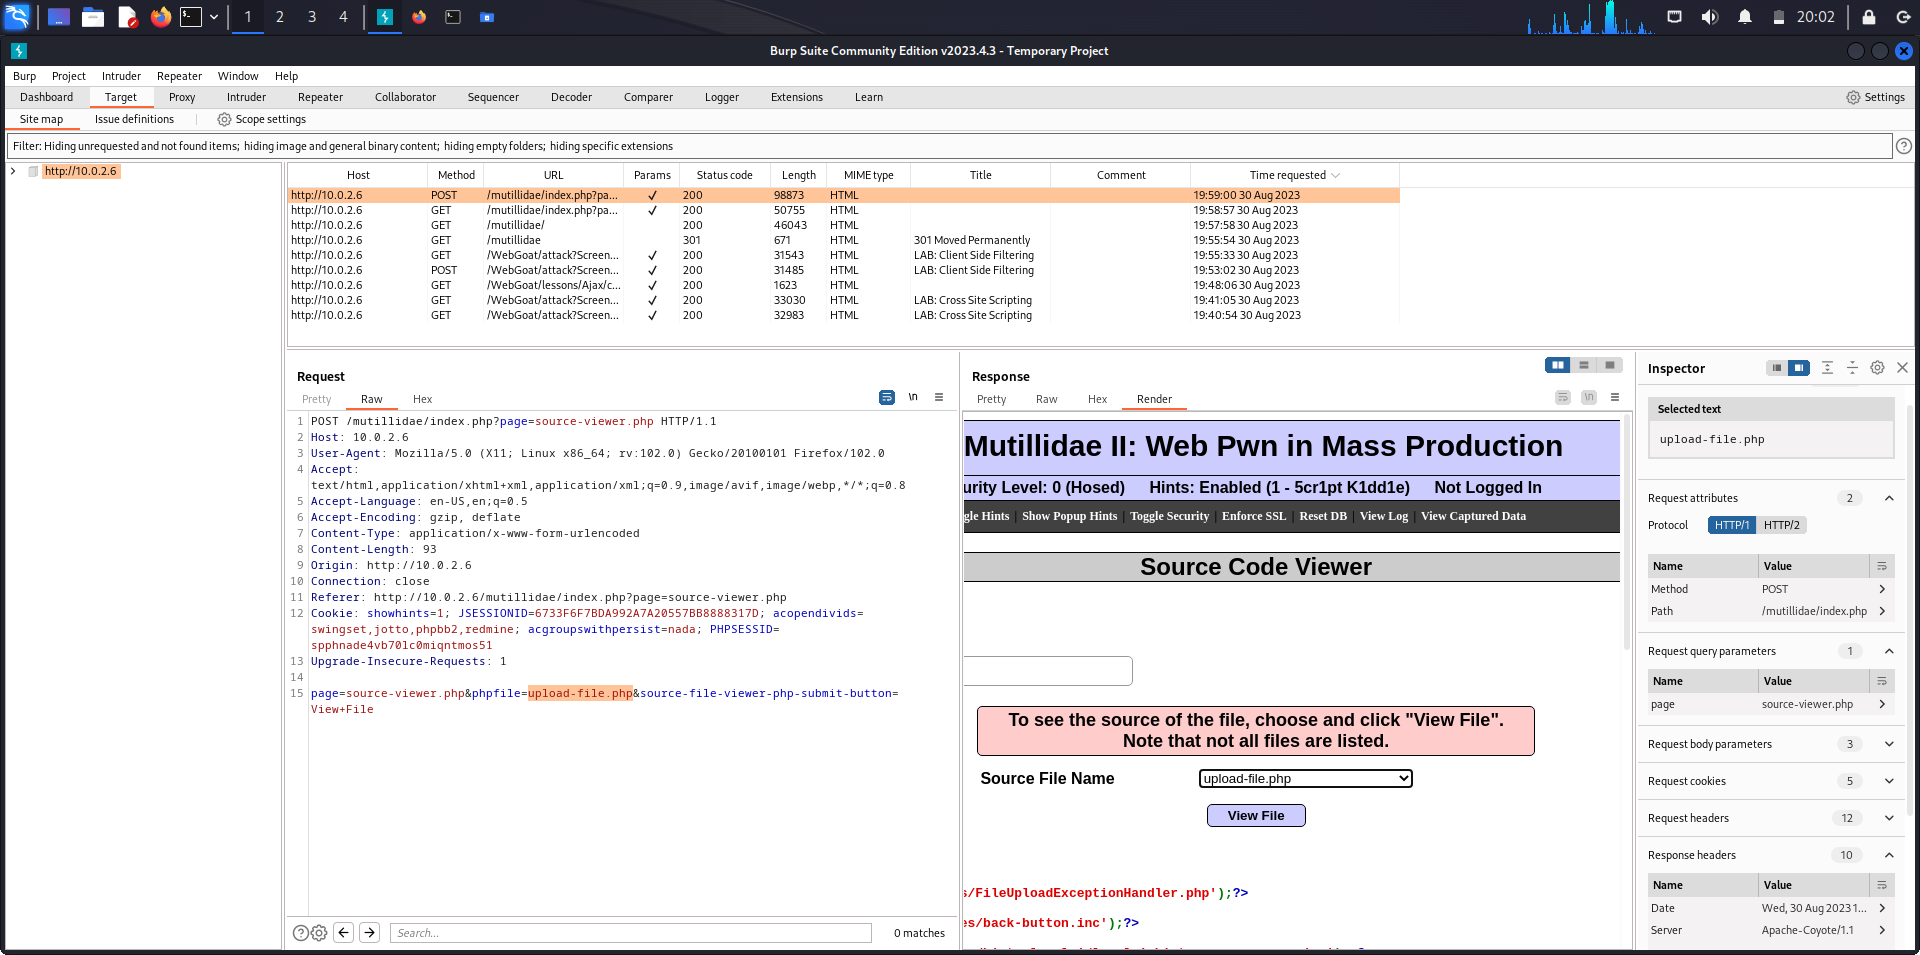 1 2 3 4 20:02
Burp Suite Community Edition v2023.4.3 - Temporary Project
Burp Project Intruder Repeater Window Help
Dashboard Target Proxy Intruder Repeater Collaborator Sequencer Decoder Comparer Logger Extensions Learn Settings
Site map Issue definitions Scope settings
Filter: Hiding unrequested and not found items; hiding image and general binary content; hiding empty folders; hiding specific extensions
http://10.0.2.6
Host Method URL Params Status code Length MIME type Title Comment Time requested
http://10.0.2.6 POST /mutillidae/index.php?pa... ✓ 200 98873 HTML 19:59:00 30 Aug 2023
http://10.0.2.6 GET /mutillidae/index.php?pa... ✓ 200 50755 HTML 19:58:57 30 Aug 2023
http://10.0.2.6 GET /mutillidae/ 200 46043 HTML 19:57:58 30 Aug 2023
http://10.0.2.6 GET /mutillidae 301 671 HTML 301 Moved Permanently 19:55:54 30 Aug 2023
http://10.0.2.6 GET /WebGoat/attack?Screen... ✓ 200 31543 HTML LAB: Client Side Filtering 19:55:33 30 Aug 2023
http://10.0.2.6 POST /WebGoat/attack?Screen... ✓ 200 31485 HTML LAB: Client Side Filtering 19:53:02 30 Aug 2023
http://10.0.2.6 GET /WebGoat/lessons/Ajax/c... ✓ 200 1623 HTML 19:48:06 30 Aug 2023
http://10.0.2.6 GET /WebGoat/attack?Screen... ✓ 200 33030 HTML LAB: Cross Site Scripting 19:41:05 30 Aug 2023
http://10.0.2.6 GET /WebGoat/attack?Screen... ✓ 200 32983 HTML LAB: Cross Site Scripting 19:40:54 30 Aug 2023
Request
Pretty Raw Hex \n
1 POST /mutillidae/index.php?page=source-viewer.php HTTP/1.1
2 Host: 10.0.2.6
3 User-Agent: Mozilla/5.0 (X11; Linux x86_64; rv:102.0) Gecko/20100101 Firefox/102.0
4 Accept:
text/html,application/xhtml+xml,application/xml;q=0.9,image/avif,image/webp,*/*;q=0.8
5 Accept-Language: en-US,en;q=0.5
6 Accept-Encoding: gzip, deflate
7 Content-Type: application/x-www-form-urlencoded
8 Content-Length: 93
9 Origin: http://10.0.2.6
10 Connection: close
11 Referer: http://10.0.2.6/mutillidae/index.php?page=source-viewer.php
12 Cookie: showhints=1; JSESSIONID=6733F6F7BDA992A7A20557BB8888317D; acopendivids=
swingset,jotto,phpbb2,redmine; acgroupswithpersist=nada; PHPSESSID=
spphnade4vb701c0miqntmos51
13 Upgrade-Insecure-Requests: 1
14
15 page=source-viewer.php&phpfile=upload-file.php&source-file-viewer-php-submit-button=
View+File
Search... 0 matches
Response
Pretty Raw Hex Render \n
Mutillidae II: Web Pwn in Mass Production
urity Level: 0 (Hosed) Hints: Enabled (1 - 5cr1pt K1dd1e) Not Logged In
gle Hints | Show Popup Hints | Toggle Security | Enforce SSL | Reset DB | View Log | View Captured Data
Source Code Viewer
To see the source of the file, choose and click "View File".
Note that not all files are listed.
Source File Name upload-file.php
View File
s/FileUploadExceptionHandler.php');?>
es/back-button.inc');?>
Inspector
Selected text
upload-file.php
Request attributes 2
Protocol HTTP/1 HTTP/2
Name Value
Method POST
Path /mutillidae/index.php
Request query parameters 1
Name Value
page source-viewer.php
Request body parameters 3
Request cookies 5
Request headers 12
Response headers 10
Name Value
Date Wed, 30 Aug 2023 1...
Server Apache-Coyote/1.1